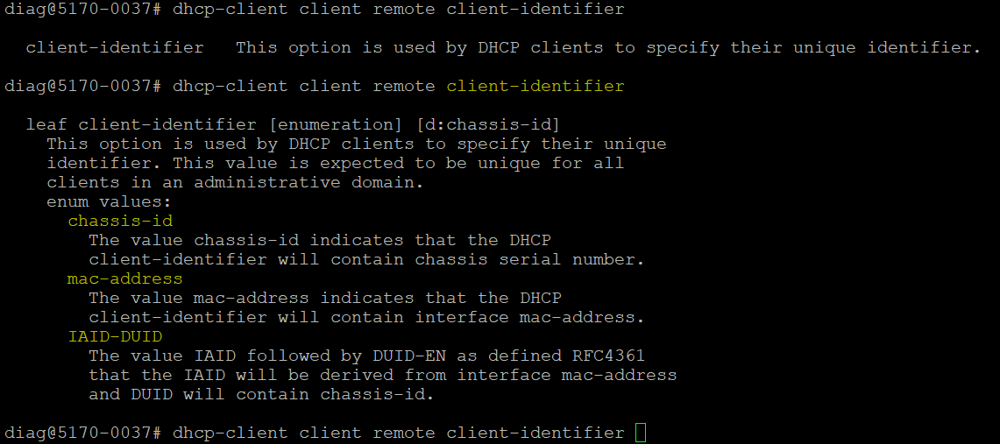 diag@5170-0037# dhcp-client client remote client-identifier
client-identifier   This option is used by DHCP clients to specify their unique identifier.
diag@5170-0037# dhcp-client client remote client-identifier
leaf client-identifier [enumeration] [d:chassis-id]
This option is used by DHCP clients to specify their unique
identifier. This value is expected to be unique for all
clients in an administrative domain.
enum values:
chassis-id
The value chassis-id indicates that the DHCP
client-identifier will contain chassis serial number.
mac-address
The value mac-address indicates that the DHCP
client-identifier will contain interface mac-address.
IAID-DUID
The value IAID followed by DUID-EN as defined RFC4361
that the IAID will be derived from interface mac-address
and DUID will contain chassis-id.
diag@5170-0037# dhcp-client client remote client-identifier